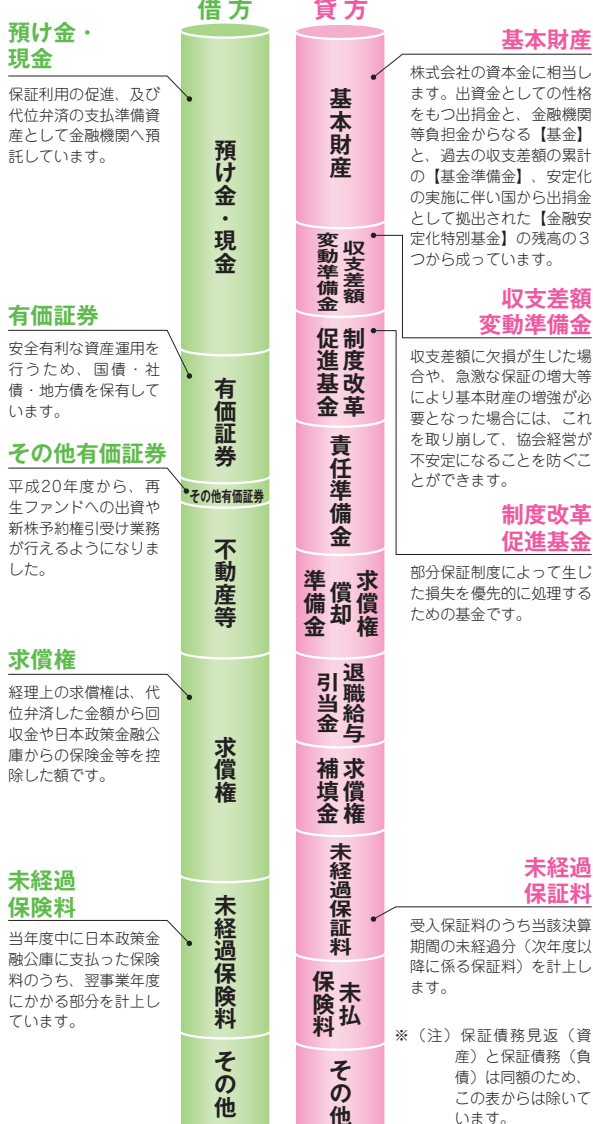 借方
貸方
預け金・
現金
保証利用の促進、及び
代位弁済の支払準備資
産として金融機関へ預
託しています。
有価証券
安全有利な資産運用を
行うため、国債・社
債・地方債を保有して
います。
その他有価証券
平成20年度から、再
生ファンドへの出資や
新株予約権引受け業務
が行えるようになりま
した。
求償権
経理上の求償権は、代
位弁済した金額から回
収金や日本政策金融公
庫からの保険金等を控
除した額です。
未経過
保険料
当年度中に日本政策金
融公庫に支払った保険
料のうち、翌事業年度
にかかる部分を計上し
ています。
預け金・現金
有価証券
その他有価証券
不動産等
求償権
未経過保険料
その他
基本財産
収支差額
変動準備金
制度改革
促進基金
責任準備金
求償権
償却
準備金
退職給与
引当金
求償権
補填金
未経過保証料
未払
保険料
その他
基本財産
株式会社の資本金に相当し
ます。出資金としての性格
をもつ出捐金と、金融機関
等負担金からなる【基金】
と、過去の収支差額の累計
の【基金準備金】、安定化
の実施に伴い国から出捐金
として拠出された【金融安
定化特別基金】の残高の3
つから成っています。
収支差額
変動準備金
収支差額に欠損が生じた場
合や、急激な保証の増大等
により基本財産の増強が必
要となった場合には、これ
を取り崩して、協会経営が
不安定になることを防ぐこ
とができます。
制度改革
促進基金
部分保証制度によって生じ
た損失を優先的に処理する
ための基金です。
未経過
保証料
受入保証料のうち当該決算
期間の未経過分（次年度以
降に係る保証料）を計上し
ます。
※（注）保証債務見返（資
産）と保証債務（負
債）は同額のため、
この表からは除いて
います。